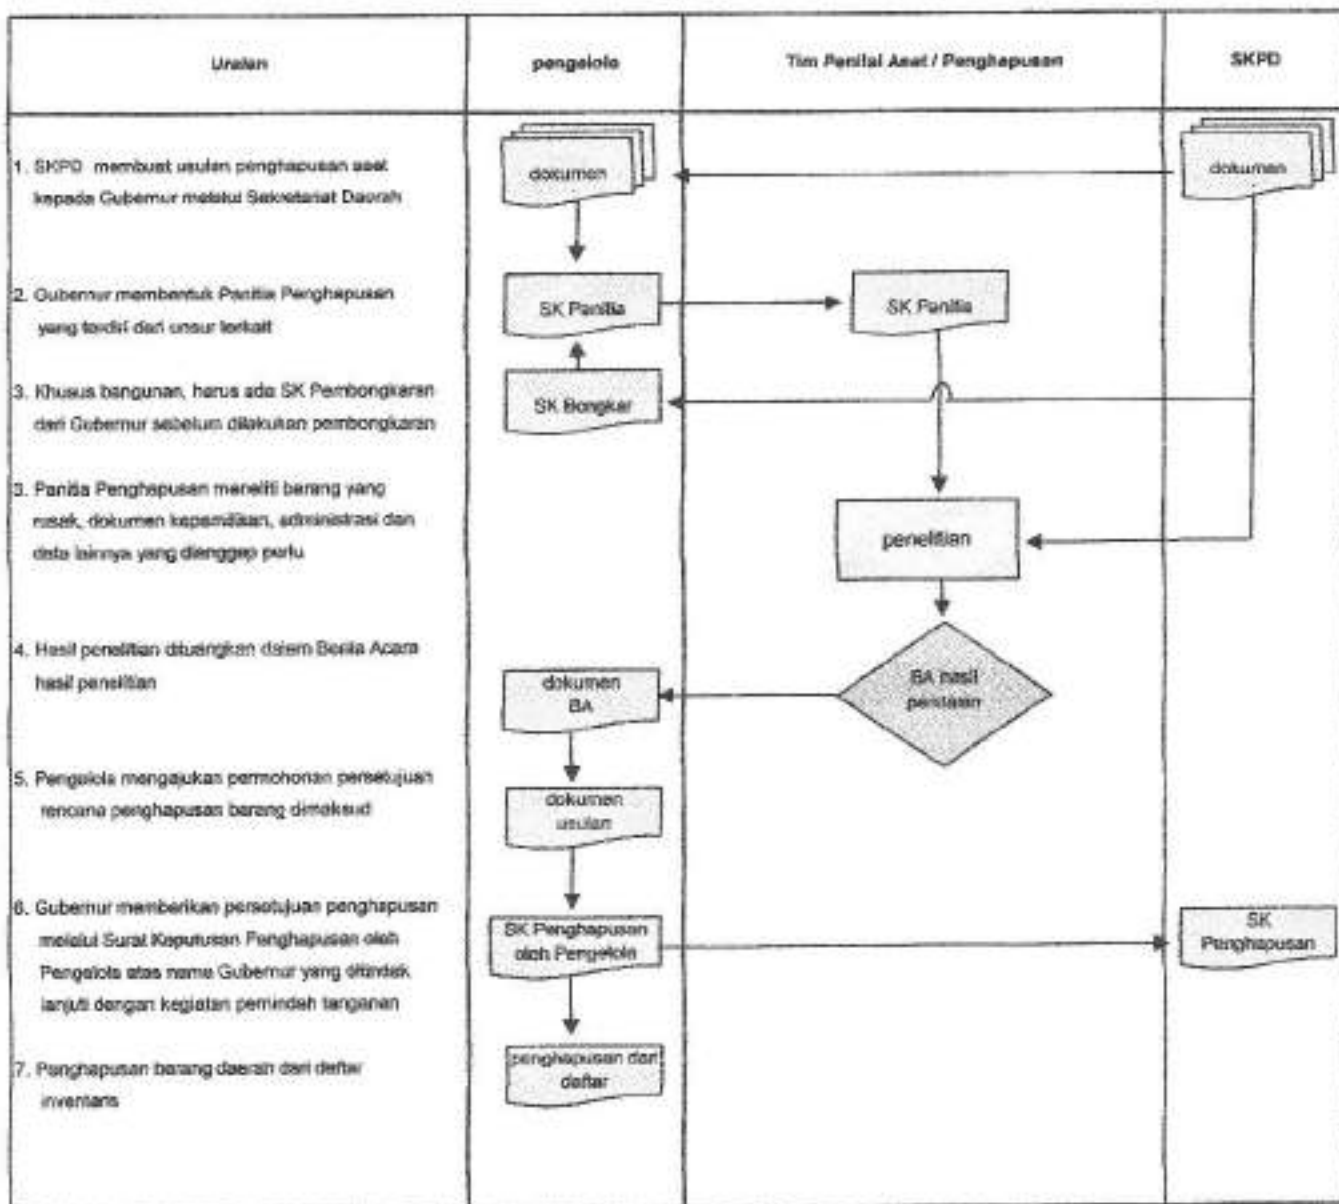 Uraian
pengelola
Tim Penilai Aset / Penghapusan
SKPD
1. SKPD membuat usulan penghapusan aset
kepada Gubernur melalui Sekretariat Daerah
dokumen
dokumen
2. Gubernur membentuk Panitia Penghapusan
yang terdiri dari unsur terkait
SK Panitia
SK Panitia
3. Khusus bangunan, harus ada SK Pembongkaran
dari Gubernur sebelum dilakukan pembongkaran
SK Bongkar
3. Panitia Penghapusan meneliti barang yang
rusak, dokumen kepemilikan, administrasi dan
data lainnya yang dianggap perlu
penelitian
4. Hasil penelitian dituangkan dalam Berita Acara
hasil penelitian
dokumen
BA
BA hasil
5. Pengelola mengajukan permohonan persetujuan
rencana penghapusan barang dimaksud
dokumen
usulan
6. Gubernur memberikan persetujuan penghapusan
melalui Surat Keputusan Penghapusan oleh
Pengelola atas nama Gubernur yang ditindak
lanjuti dengan kegiatan pemindah tanganan
SK Penghapusan
oleh Pengelola
SK
Penghapusan
7. Penghapusan barang daerah dari daftar
inventaris
penghapusan dari
daftar